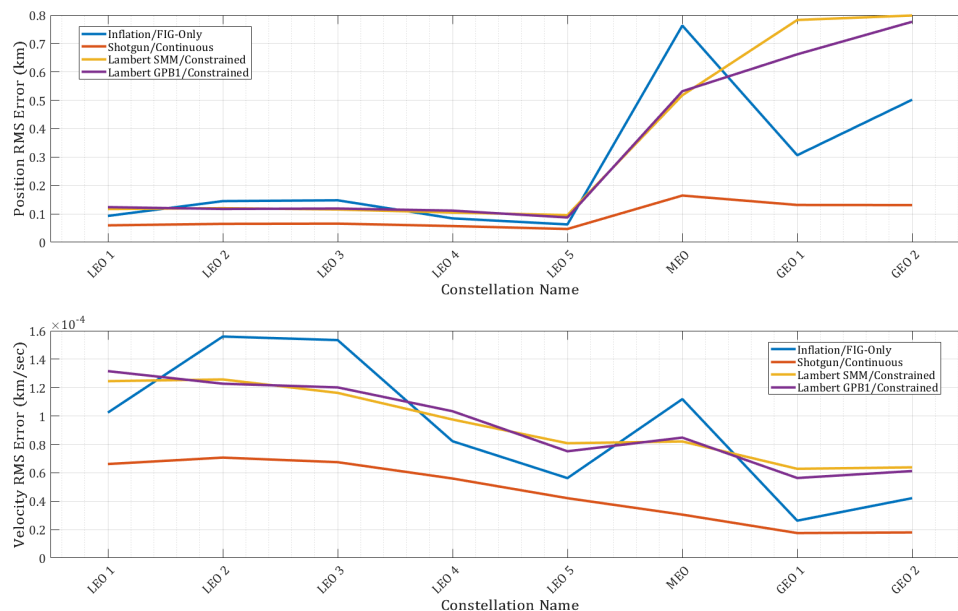 0.8
0.7
0.6
0.5
0.4
0.3
0.2
0.1
0
Position RMS Error (km)
Inflation/FIG-Only
Shotgun/Continuous
Lambert SMM/Constrained
Lambert GPB1/Constrained
LEO 1
LEO 2
LEO 3
LEO 4
LEO 5
MEO
GEO 1
GEO 2
Constellation Name
×10⁻⁴
1.6
1.4
1.2
1
0.8
0.6
0.4
0.2
0
Velocity RMS Error (km/sec)
Inflation/FIG-Only
Shotgun/Continuous
Lambert SMM/Constrained
Lambert GPB1/Constrained
LEO 1
LEO 2
LEO 3
LEO 4
LEO 5
MEO
GEO 1
GEO 2
Constellation Name